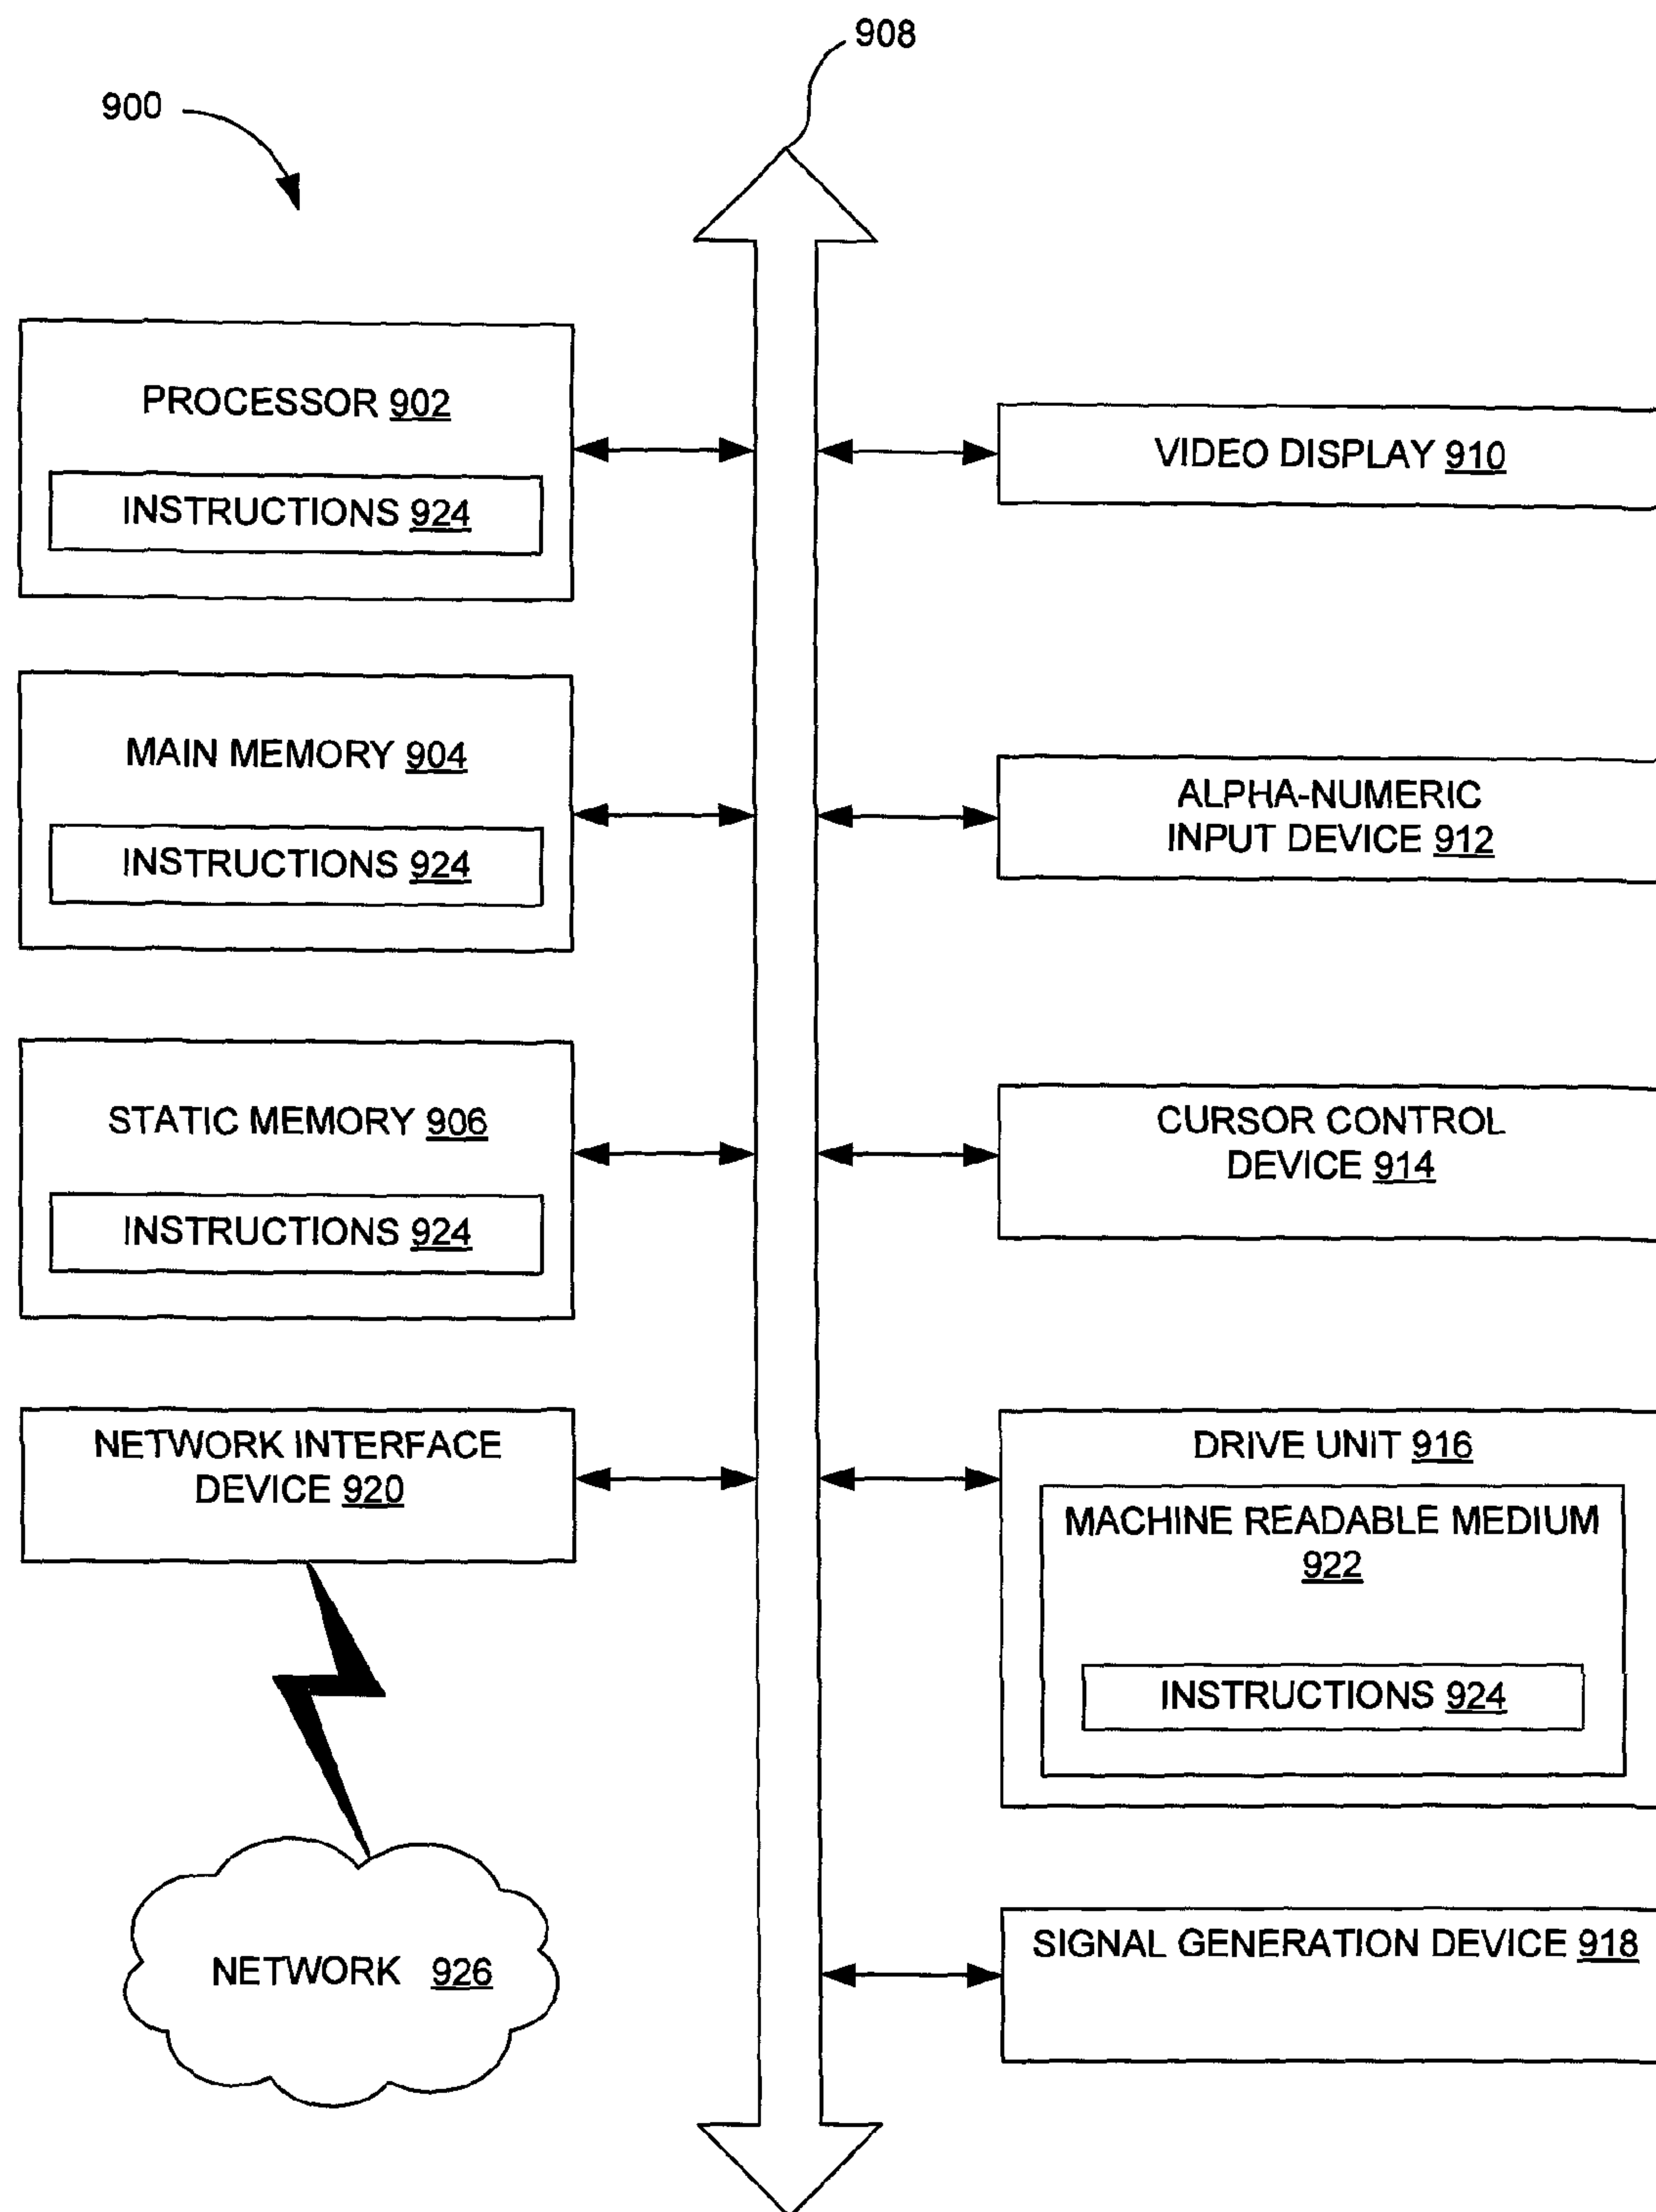 908
900
PROCESSOR 902
INSTRUCTIONS 924
MAIN MEMORY 904
INSTRUCTIONS 924
STATIC MEMORY 906
INSTRUCTIONS 924
NETWORK INTERFACE
DEVICE 920
NETWORK 926
VIDEO DISPLAY 910
ALPHA-NUMERIC
INPUT DEVICE 912
CURSOR CONTROL
DEVICE 914
DRIVE UNIT 916
MACHINE READABLE MEDIUM
922
INSTRUCTIONS 924
SIGNAL GENERATION DEVICE 918